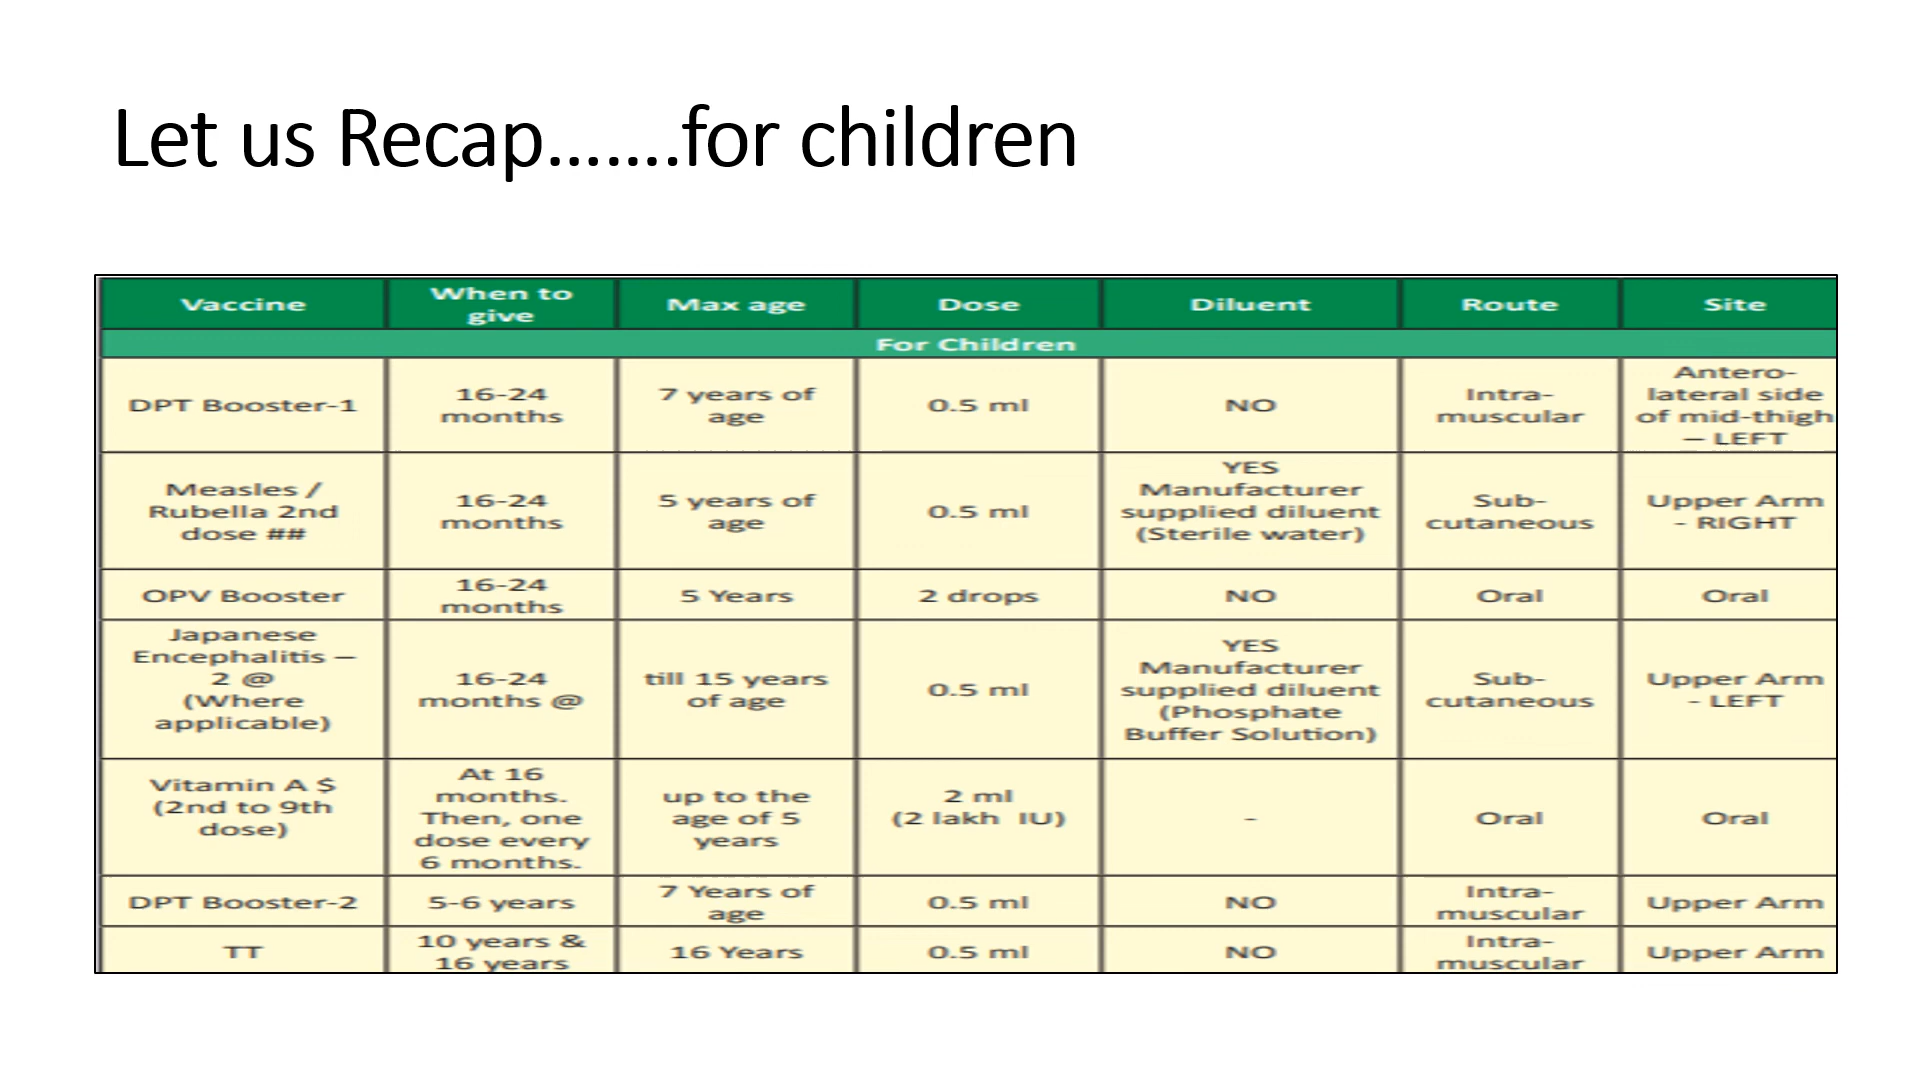 Let us Recap…….for children
Vaccine
When to
give
Max age
Dose
Diluent
Route
Site
For Children
DPT Booster-1
16-24
months
7 years of
age
0.5 ml
NO
Intra-
muscular
Antero-
lateral side
of mid-thigh
– LEFT
Measles /
Rubella 2nd
dose ##
16-24
months
5 years of
age
0.5 ml
YES
Manufacturer
supplied diluent
(Sterile water)
Sub-
cutaneous
Upper Arm
- RIGHT
OPV Booster
16-24
months
5 Years
2 drops
NO
Oral
Oral
Japanese
Encephalitis –
2 @
(Where
applicable)
16-24
months @
till 15 years
of age
0.5 ml
YES
Manufacturer
supplied diluent
(Phosphate
Buffer Solution)
Sub-
cutaneous
Upper Arm
- LEFT
Vitamin A $
(2nd to 9th
dose)
At 16
months.
Then, one
dose every
6 months.
up to the
age of 5
years
2 ml
(2 lakh IU)
-
Oral
Oral
DPT Booster-2
5-6 years
7 Years of
age
0.5 ml
NO
Intra-
muscular
Upper Arm
TT
10 years &
16 years
16 Years
0.5 ml
NO
Intra-
muscular
Upper Arm